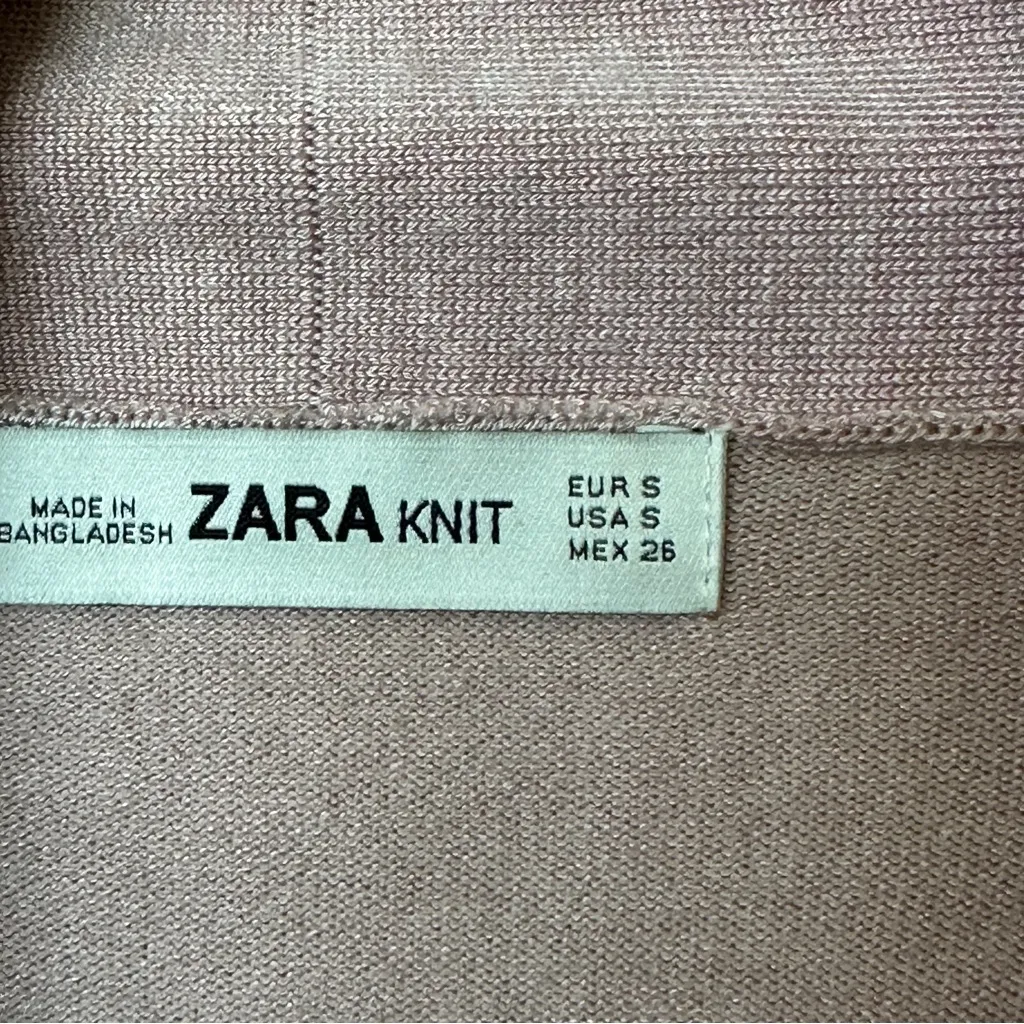 MADE IN
BANGLADESH
ZARA KNIT
EUR S
USA S
MEX 26